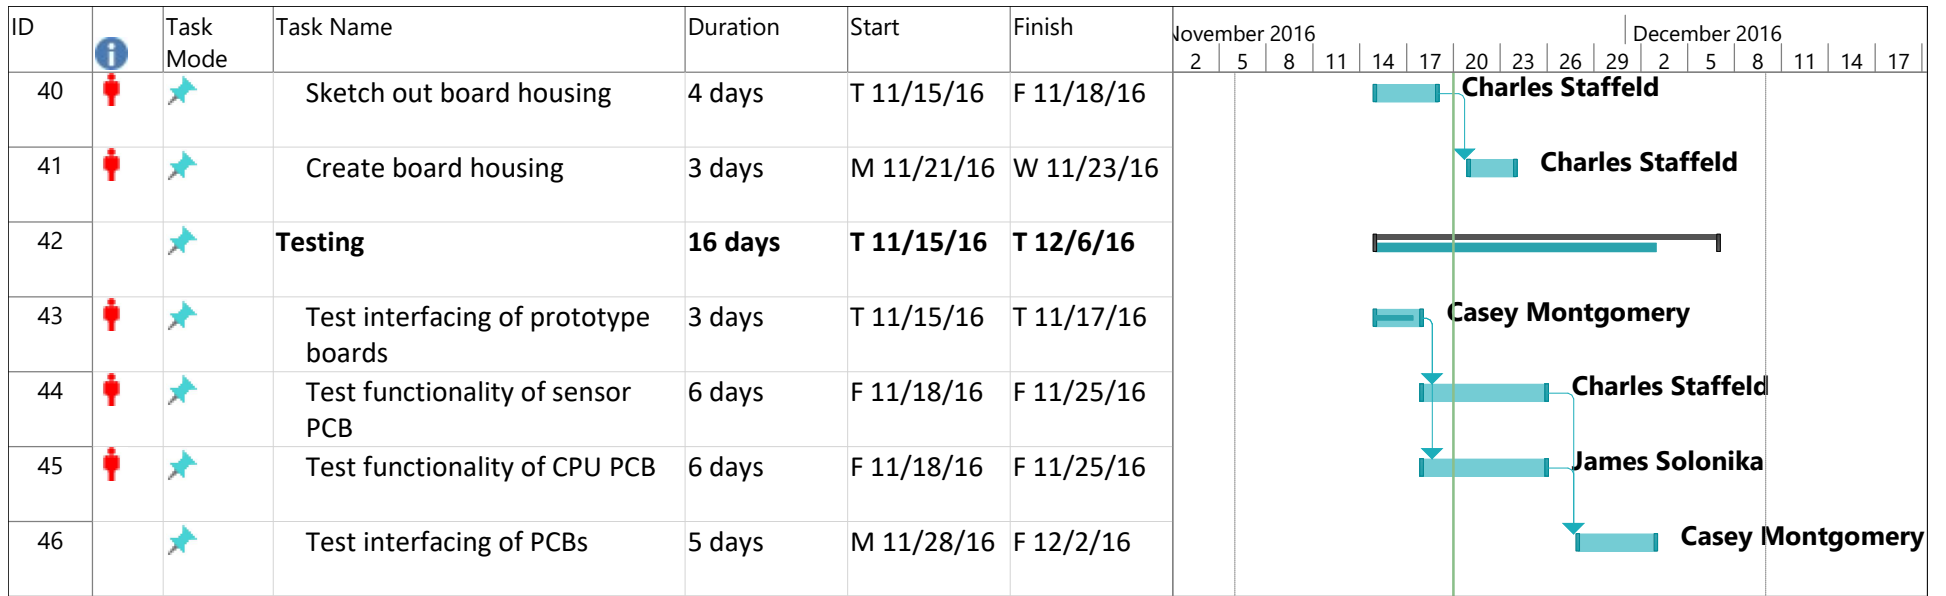 ID Task Mode Task Name Duration Start Finish
November 2016 December 2016
2 5 8 11 14 17 20 23 26 29 2 5 8 11 14 17
40 Sketch out board housing 4 days T 11/15/16 F 11/18/16 Charles Staffeld
41 Create board housing 3 days M 11/21/16 W 11/23/16 Charles Staffeld
42 Testing 16 days T 11/15/16 T 12/6/16
43 Test interfacing of prototype boards 3 days T 11/15/16 T 11/17/16 Casey Montgomery
44 Test functionality of sensor PCB 6 days F 11/18/16 F 11/25/16 Charles Staffeld
45 Test functionality of CPU PCB 6 days F 11/18/16 F 11/25/16 James Solonika
46 Test interfacing of PCBs 5 days M 11/28/16 F 12/2/16 Casey Montgomery